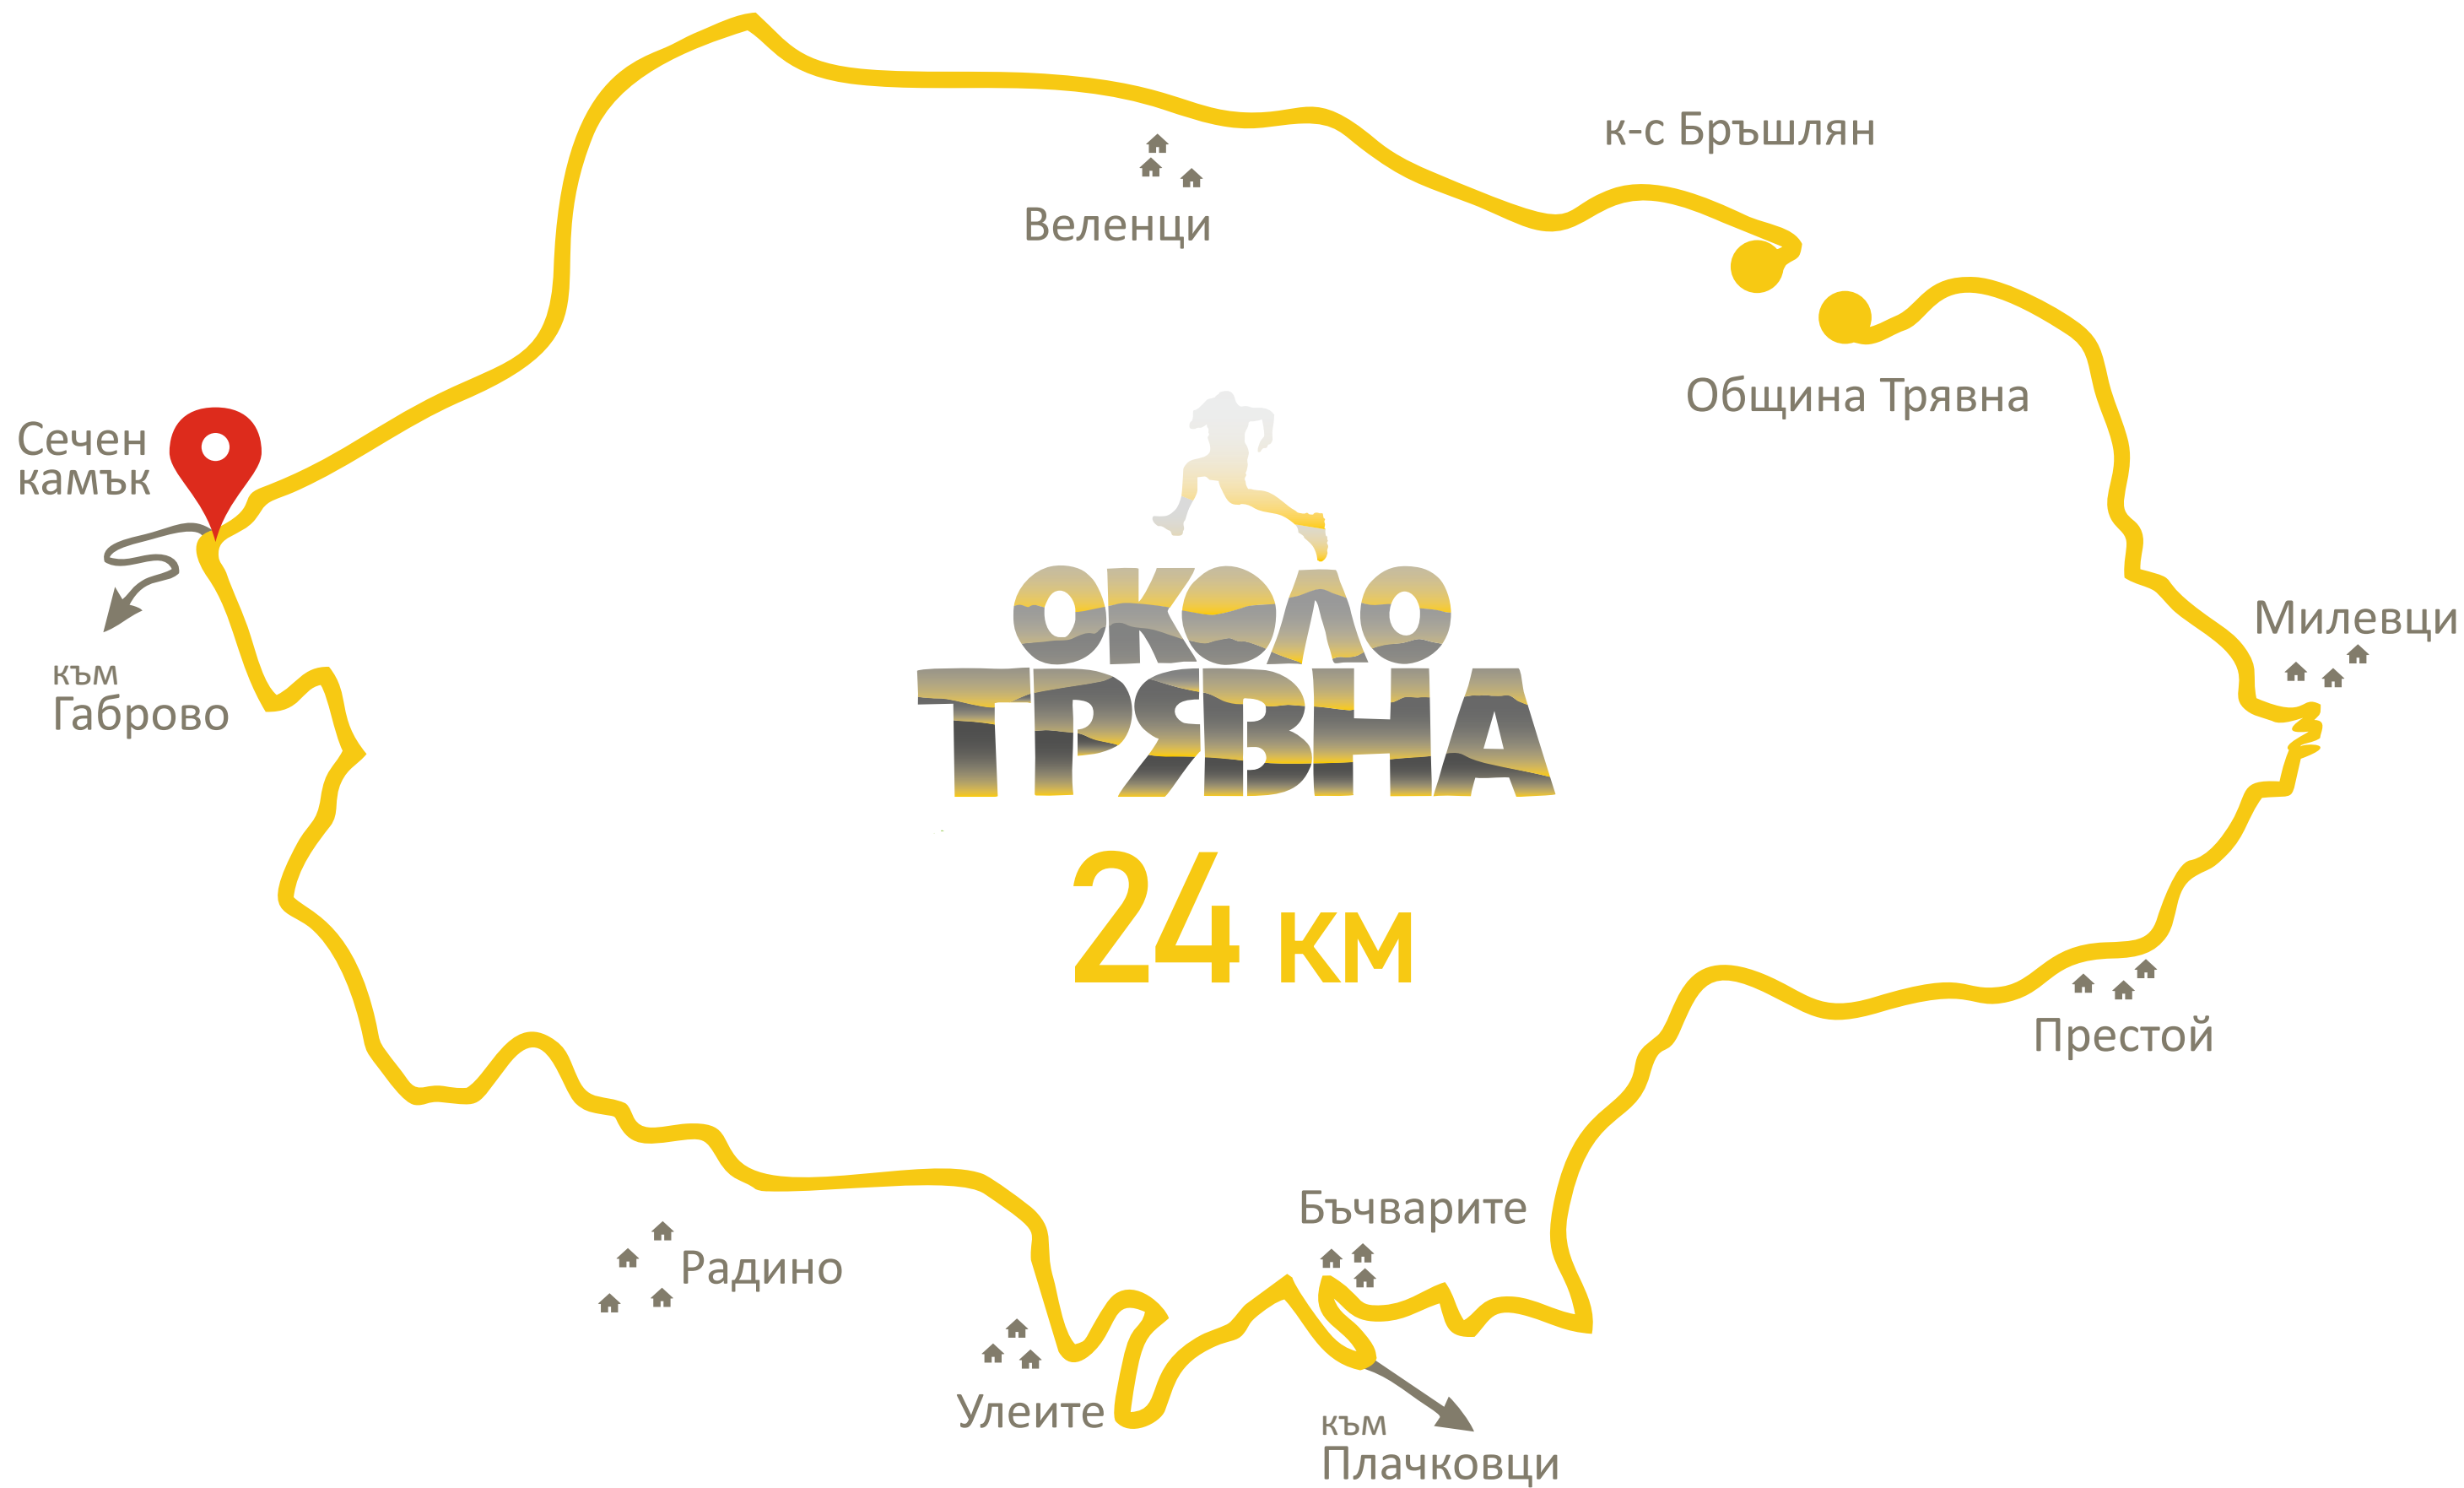 к-с Бръшлян
Веленци
Община Трявна
Сечен
камък
към
Габрово
Милевци
ОКОЛО
ТРЯВНА
24 км
Престой
Бъчварите
Радино
Улеите
към
Плачковци